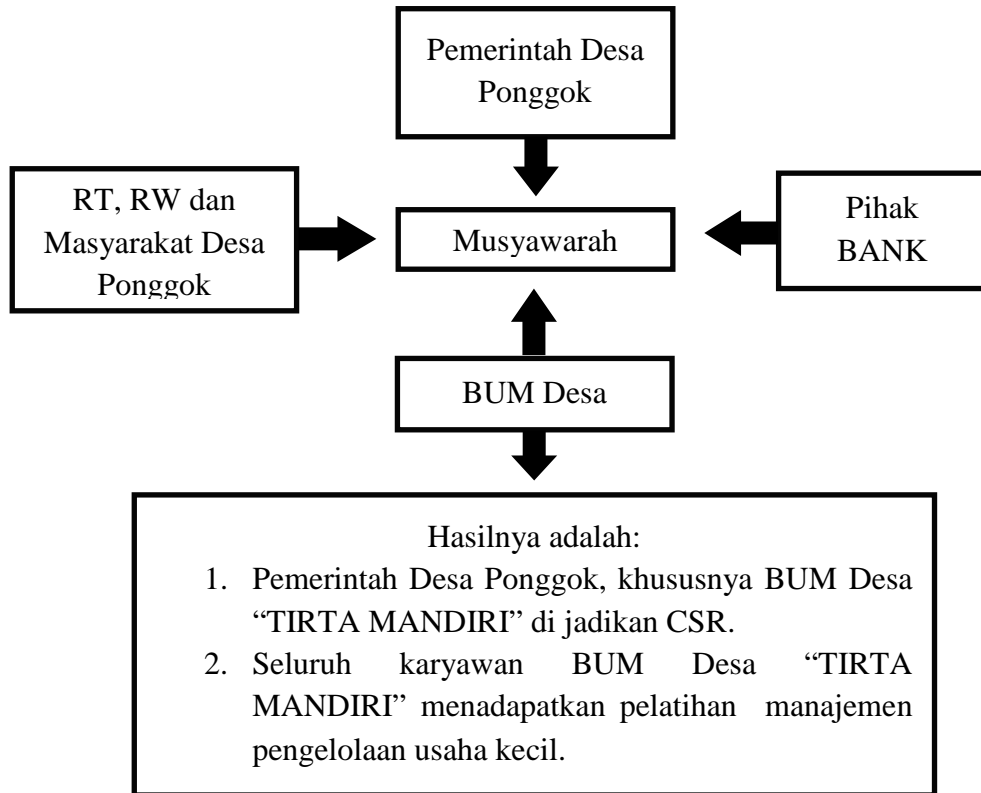 Pemerintah Desa
Ponggok
RT, RW dan
Masyarakat Desa
Ponggok
Musyawarah
Pihak
BANK
BUM Desa
Hasilnya adalah:
1. Pemerintah Desa Ponggok, khususnya BUM Desa
“TIRTA MANDIRI” di jadikan CSR.
2. Seluruh karyawan BUM Desa “TIRTA
MANDIRI” menadapatkan pelatihan manajemen
pengelolaan usaha kecil.